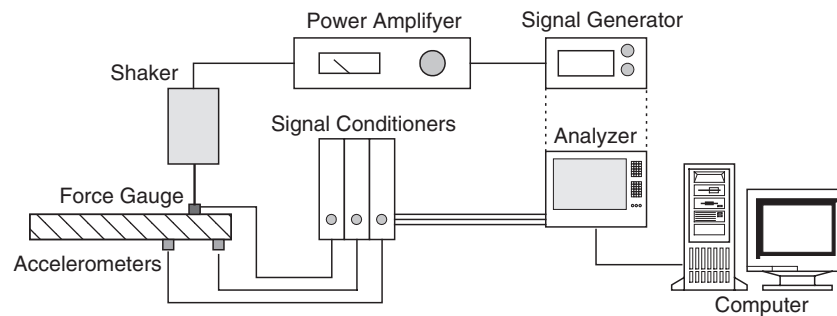 Power Amplifyer
Signal Generator
Shaker
Signal Conditioners
Analyzer
Force Gauge
Accelerometers
Computer